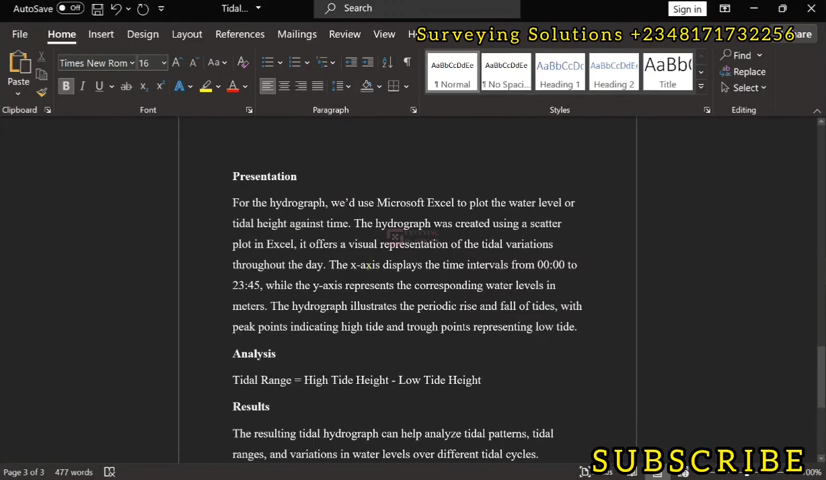 AutoSave Off Tidal... Search Sign in
Surveying Solutions +2348171732256
File Home Insert Design Layout References Mailings Review View
Times New Rom 16 Aa
Paste
B I U ab x₂ x² A A
AaBbCcDdEe AaBbCcDdEe AaBbCcDc AaBbCcDdEe AaBbC
¶ Normal ¶ No Spaci... Heading 1 Heading 2 Title
Find
Replace
Select
Clipboard Font Paragraph Styles Editing
Presentation
For the hydrograph, we'd use Microsoft Excel to plot the water level or
tidal height against time. The hydrograph was created using a scatter
plot in Excel, it offers a visual representation of the tidal variations
throughout the day. The x-axis displays the time intervals from 00:00 to
23:45, while the y-axis represents the corresponding water levels in
meters. The hydrograph illustrates the periodic rise and fall of tides, with
peak points indicating high tide and trough points representing low tide.
Analysis
Tidal Range = High Tide Height - Low Tide Height
Results
The resulting tidal hydrograph can help analyze tidal patterns, tidal
ranges, and variations in water levels over different tidal cycles.
SUBSCRIBE
Page 3 of 3 477 words 100%